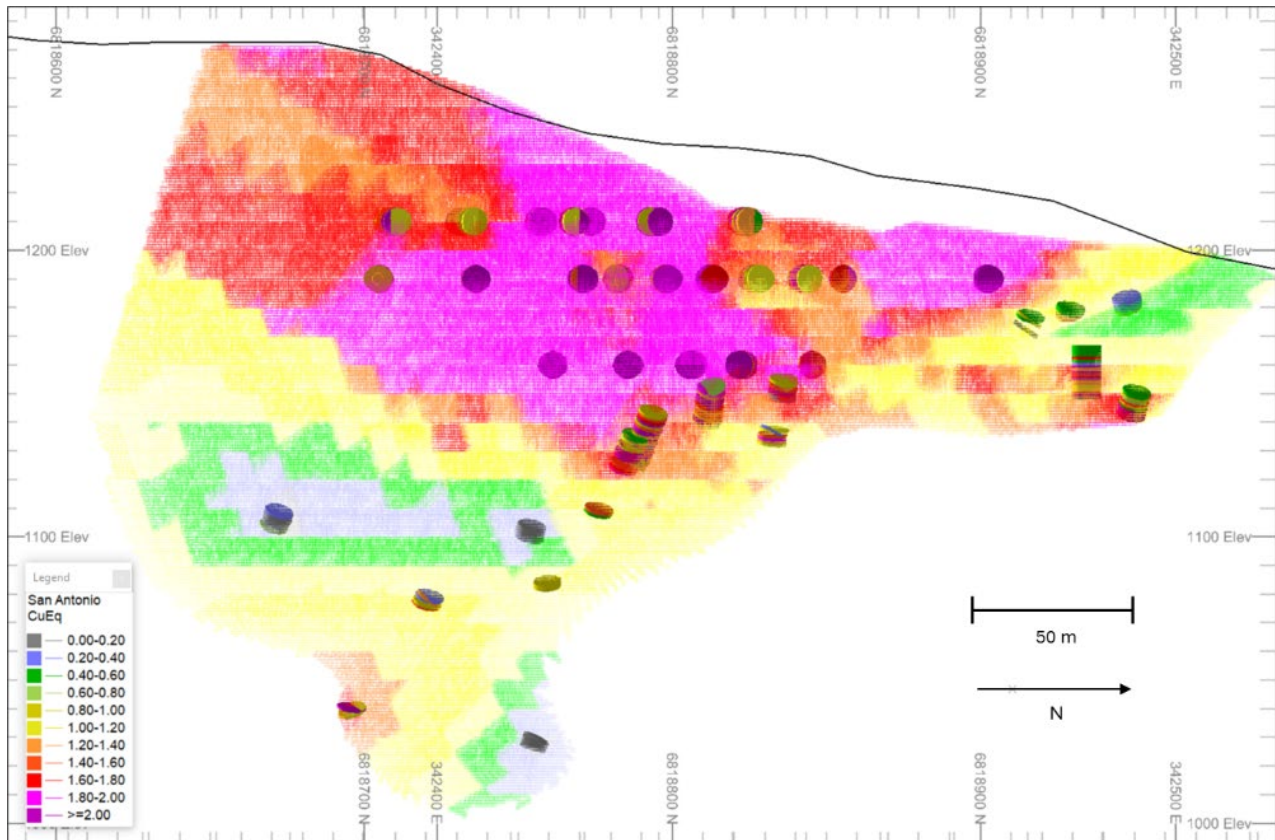 6818600 N
6818700 N
342400 E
6818800 N
6818900 N
342500 E
1200 Elev
1200 Elev
1100 Elev
1100 Elev
Legend
San Antonio
CuEq
0.00-0.20
0.20-0.40
0.40-0.60
0.60-0.80
0.80-1.00
1.00-1.20
1.20-1.40
1.40-1.60
1.60-1.80
1.80-2.00
>=2.00
50 m
N
6818700 N
342400 E
6818800 N
6818900 N
342500 E
1000 Elev